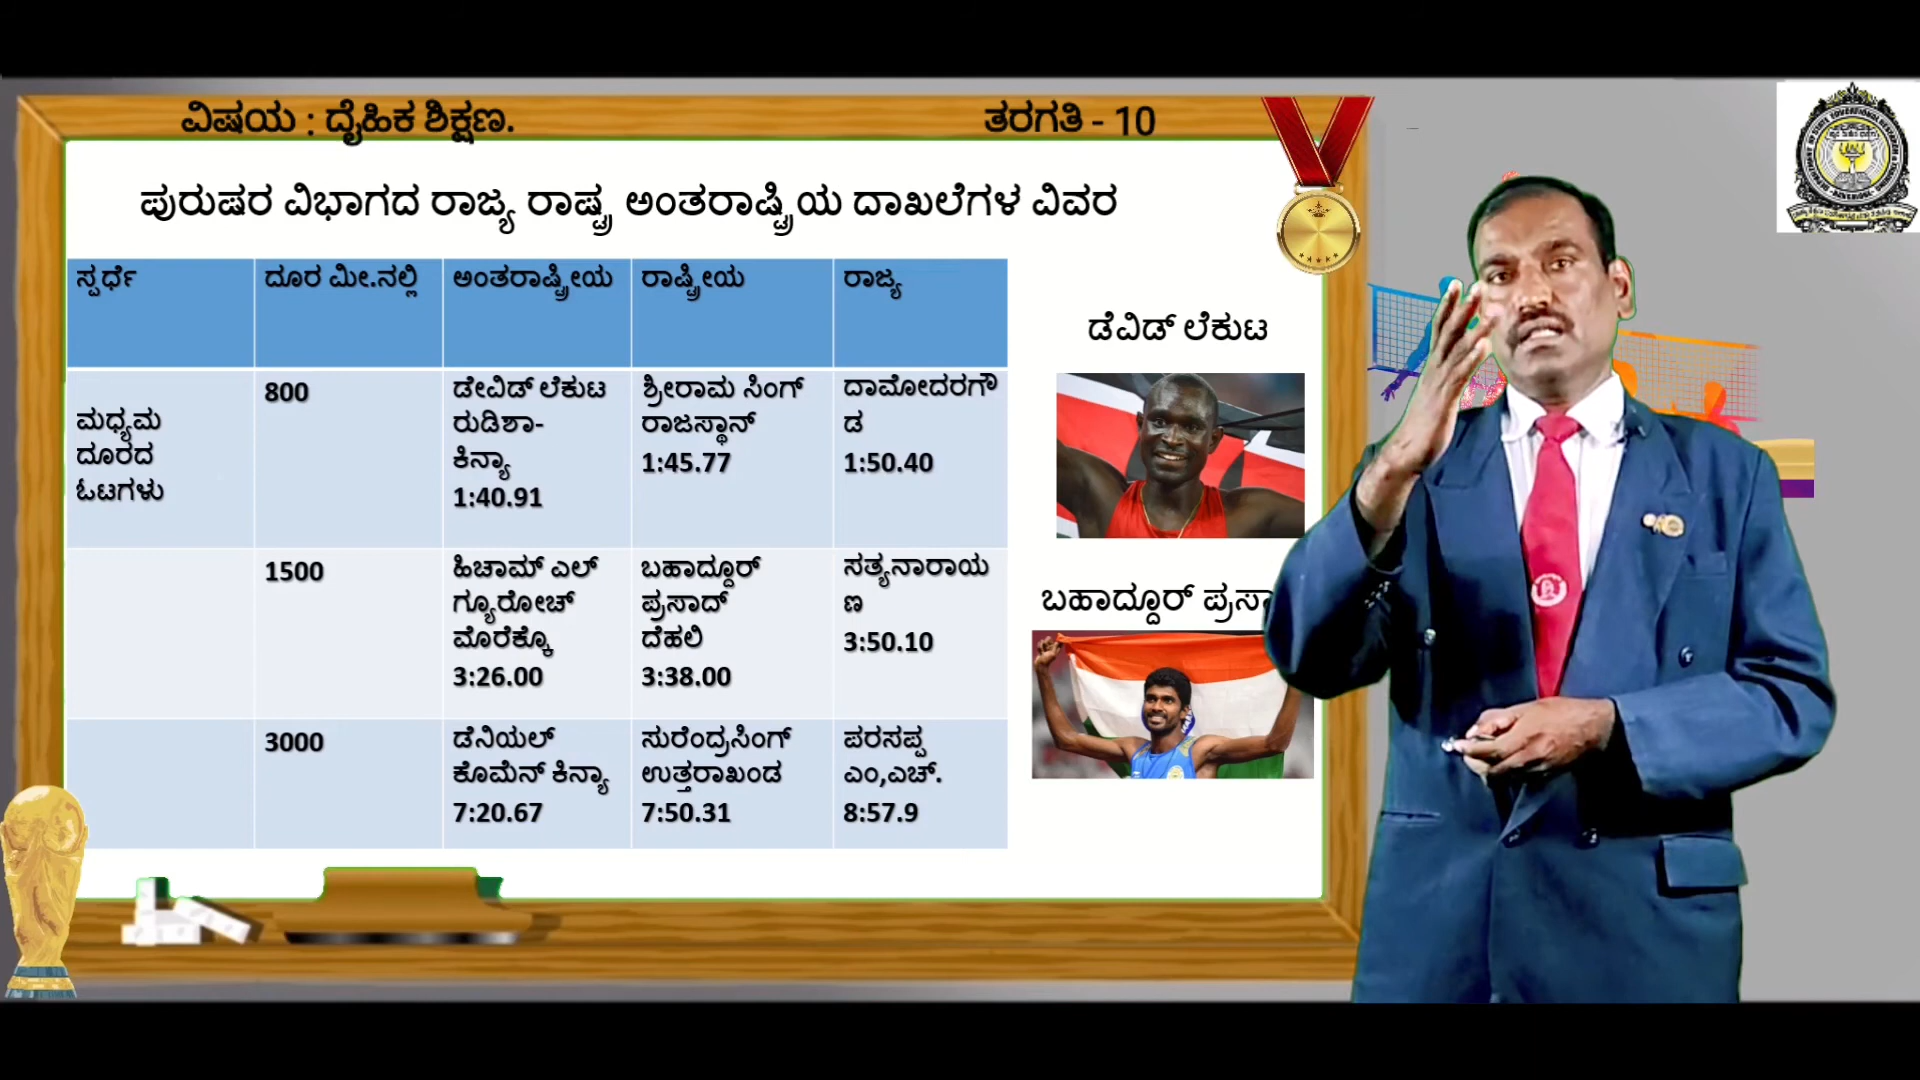 ವಿಷಯ : ದೈಹಿಕ ಶಿಕ್ಷಣ.
ತರಗತಿ - 10
ಪುರುಷರ ವಿಭಾಗದ ರಾಜ್ಯ ರಾಷ್ಟ್ರ ಅಂತರಾಷ್ಟ್ರಿಯ ದಾಖಲೆಗಳ ವಿವರ
ಸ್ಪರ್ಧೆ
ದೂರ ಮೀ.ನಲ್ಲಿ
ಅಂತರಾಷ್ಟ್ರೀಯ
ರಾಷ್ಟ್ರೀಯ
ರಾಜ್ಯ
ಮಧ್ಯಮ
ದೂರದ
ಓಟಗಳು
800
ಡೇವಿಡ್ ಲೆಕುಟ
ರುಡಿಶಾ-
ಕಿನ್ಯಾ
1:40.91
ಶ್ರೀರಾಮ ಸಿಂಗ್
ರಾಜಸ್ಥಾನ್
1:45.77
ದಾಮೋದರಗೌ
ಡ
1:50.40
1500
ಹಿಚಾಮ್ ಎಲ್
ಗ್ಯೂರೋಚ್
ಮೊರೆಕ್ಕೊ
3:26.00
ಬಹಾದ್ದೂರ್
ಪ್ರಸಾದ್
ದೆಹಲಿ
3:38.00
ಸತ್ಯನಾರಾಯ
ಣ
3:50.10
3000
ಡೆನಿಯಲ್
ಕೊಮೆನ್ ಕಿನ್ಯಾ
7:20.67
ಸುರೇಂದ್ರಸಿಂಗ್
ಉತ್ತರಾಖಂಡ
7:50.31
ಪರಸಪ್ಪ
ಎಂ,ಎಚ್.
8:57.9
ಡೆವಿಡ್ ಲೆಕುಟ
ಬಹಾದ್ದೂರ್